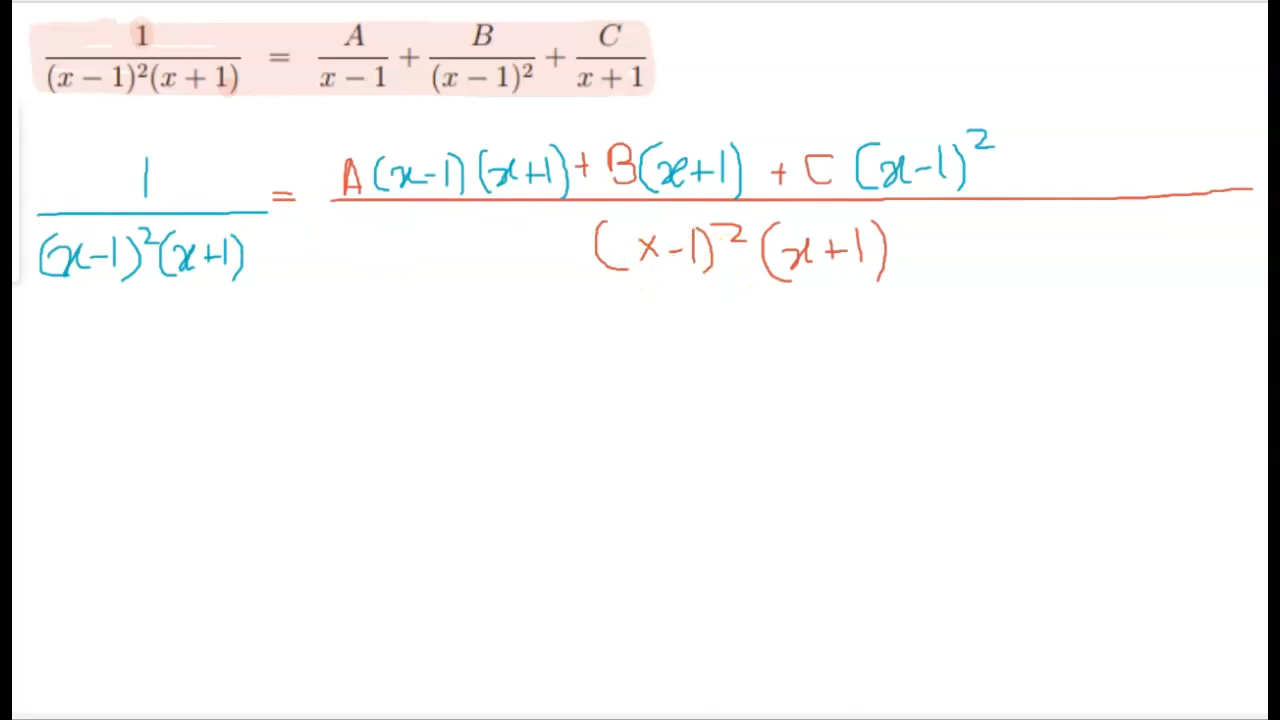 1/((x − 1)²(x + 1)) = A/(x − 1) + B/((x − 1)²) + C/(x + 1)
1/((x-1)²(x+1)) = (A(x-1)(x+1) + B(x+1) + C(x-1)²)/((x-1)²(x+1))